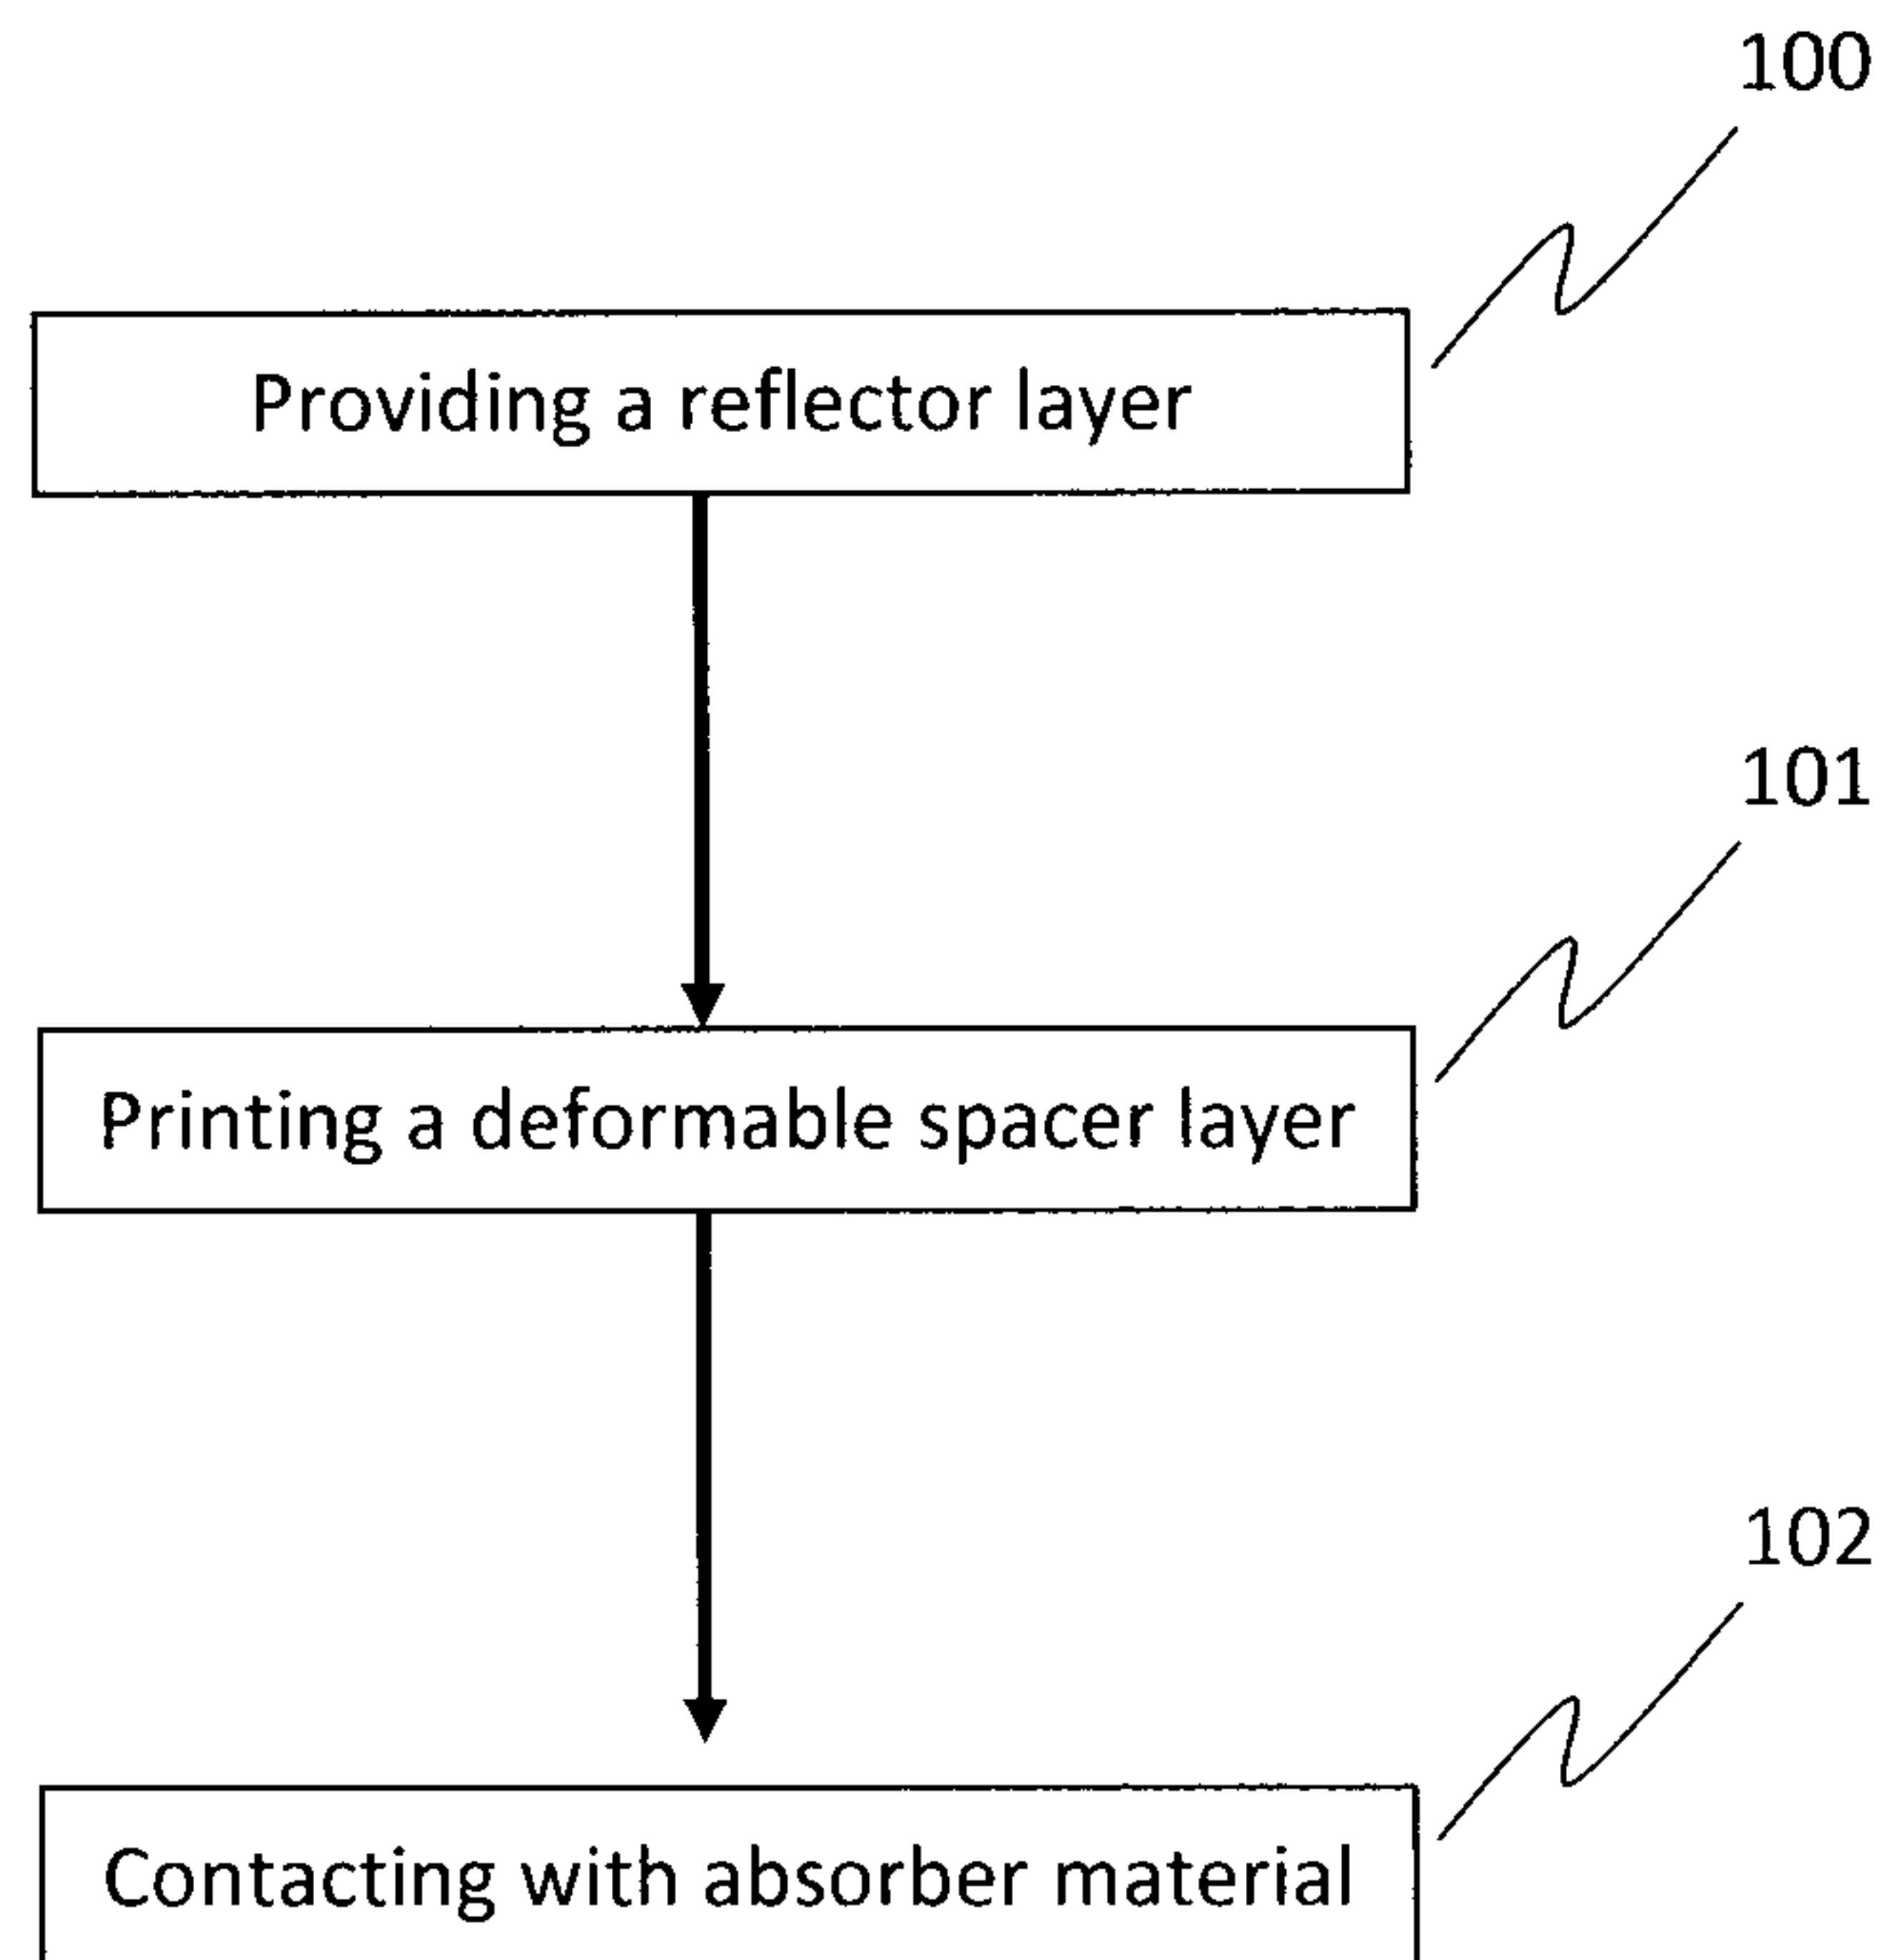 100
Providing a reflector layer
101
Printing a deformable spacer layer
102
Contacting with absorber material